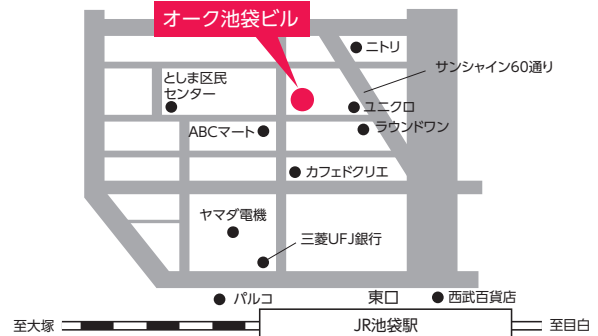 オーク池袋ビル
ニトリ
サンシャイン60通り
としま区民
センター
ユニクロ
ABCマート
ラウンドワン
カフェドクリエ
ヤマダ電機
三菱UFJ銀行
パルコ
東口
西武百貨店
至大塚
JR池袋駅
至目白